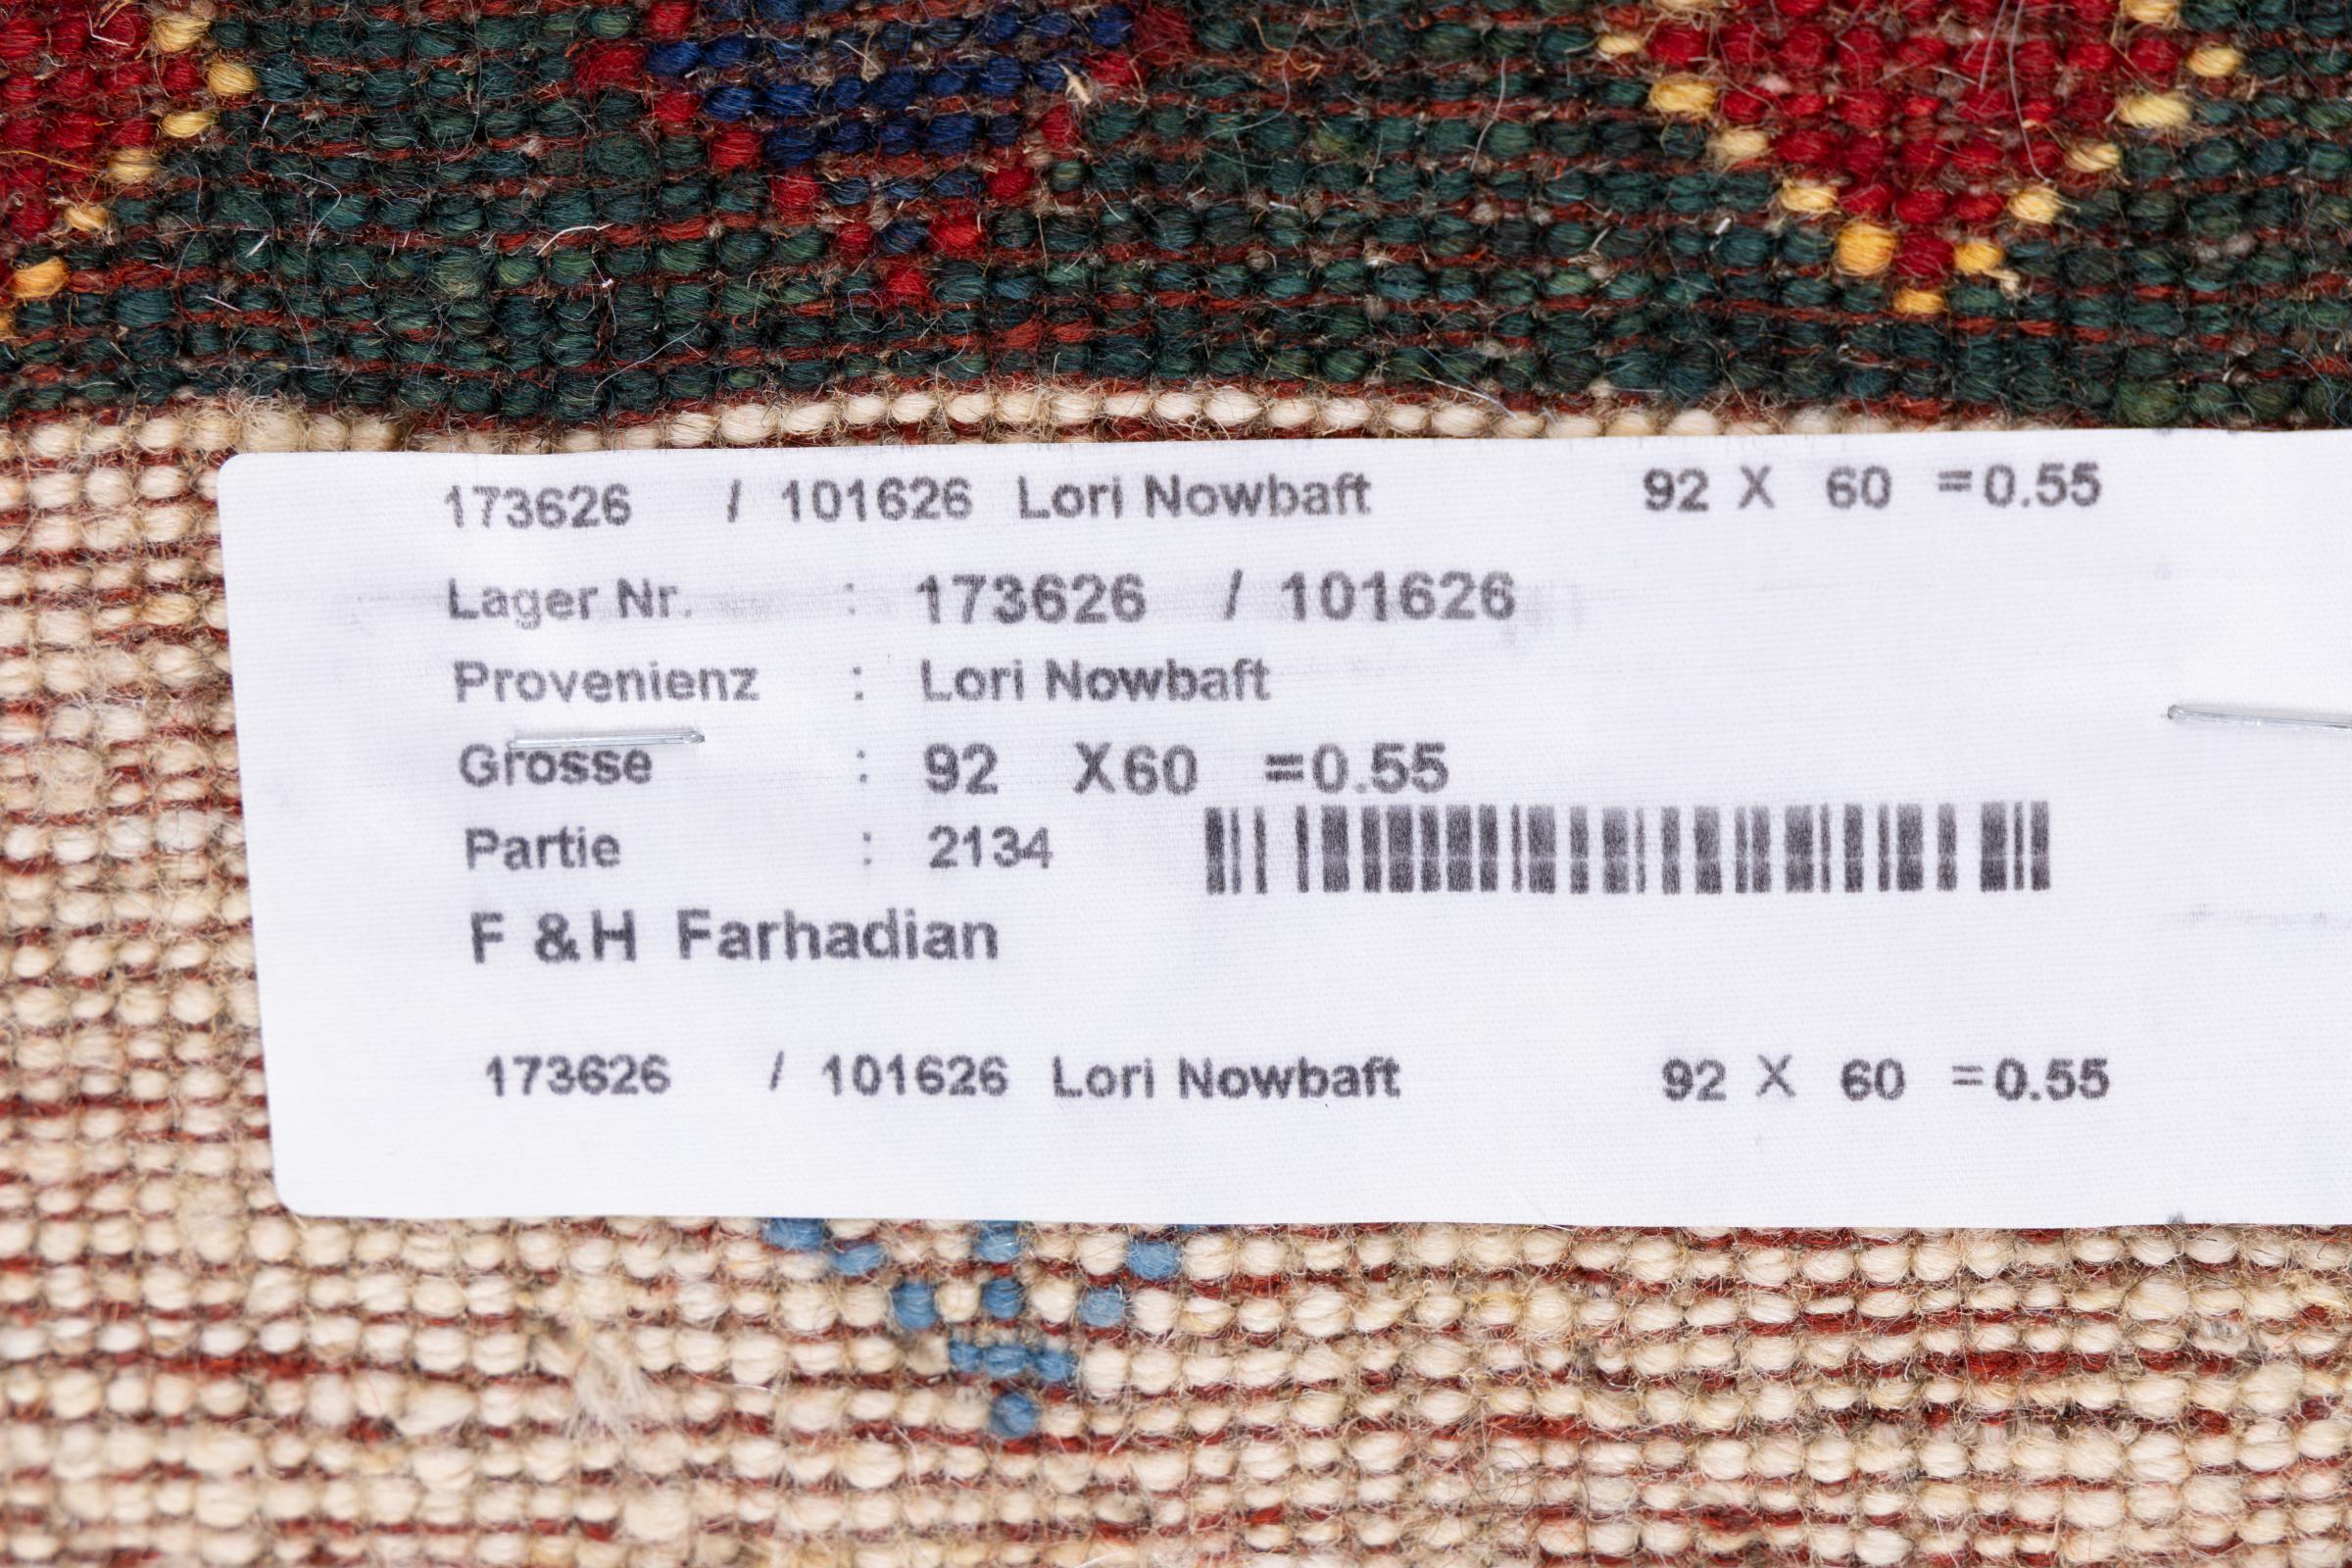 173626 / 101626 Lori Nowbaft 92 X 60 =0.55
Lager Nr. : 173626 / 101626
Provenienz : Lori Nowbaft
Grosse : 92 X60 =0.55
Partie : 2134
F &H Farhadian
173626 / 101626 Lori Nowbaft 92 X 60 =0.55